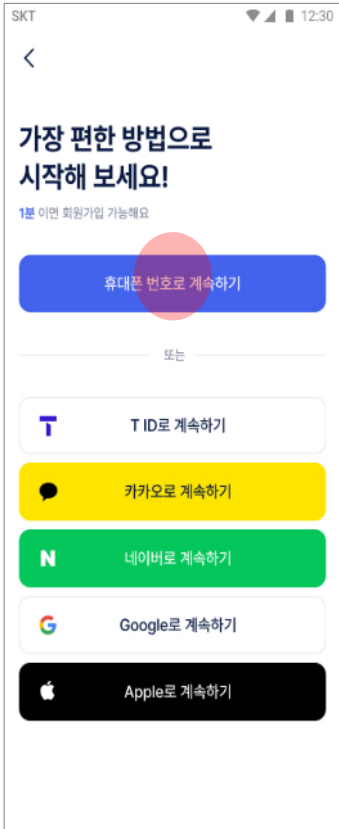 SKT 12:30
가장 편한 방법으로
시작해 보세요!
1분 이면 회원가입 가능해요
휴대폰 번호로 계속하기
또는
T ID로 계속하기
카카오로 계속하기
N 네이버로 계속하기
G Google로 계속하기
Apple로 계속하기